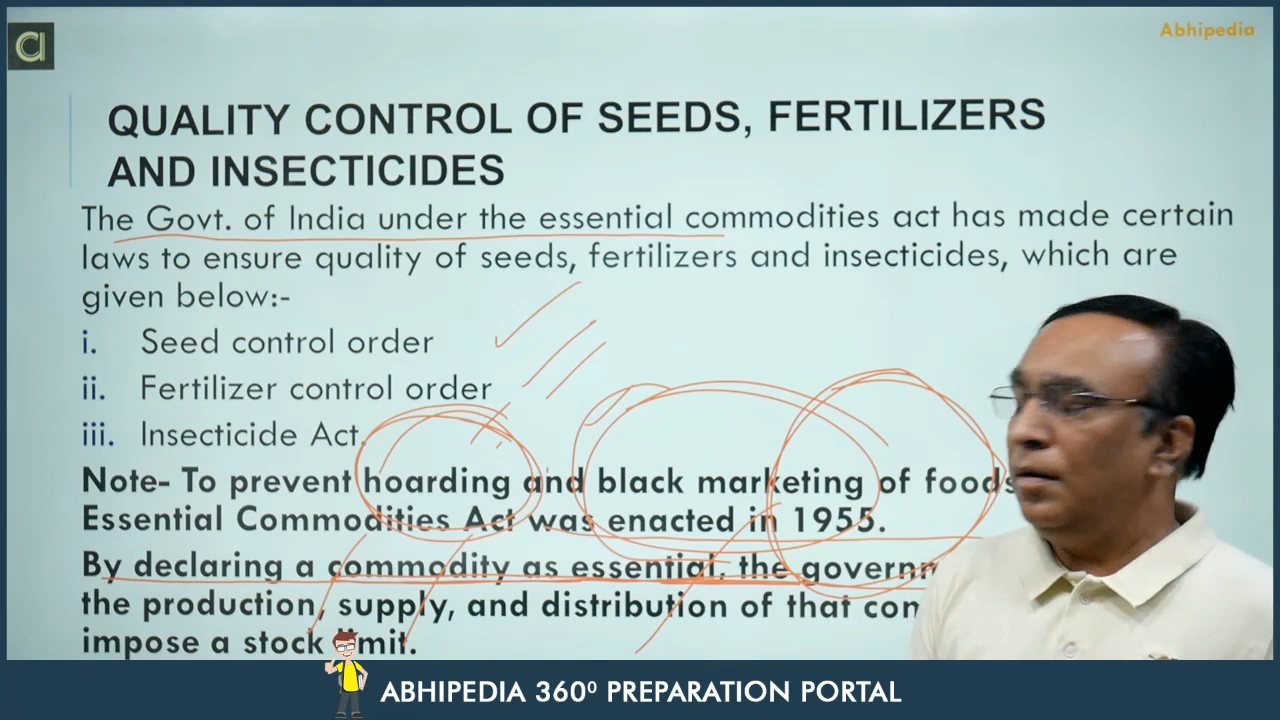 Abhipedia
QUALITY CONTROL OF SEEDS, FERTILIZERS
AND INSECTICIDES
The Govt. of India under the essential commodities act has made certain
laws to ensure quality of seeds, fertilizers and insecticides, which are
given below:-
i. Seed control order
ii. Fertilizer control order
iii. Insecticide Act.
Note- To prevent hoarding and black marketing of foods
Essential Commodities Act was enacted in 1955.
By declaring a commodity as essential, the
the production, supply, and distribution of that
impose a stock limit.
ABHIPEDIA 360⁰ PREPARATION PORTAL